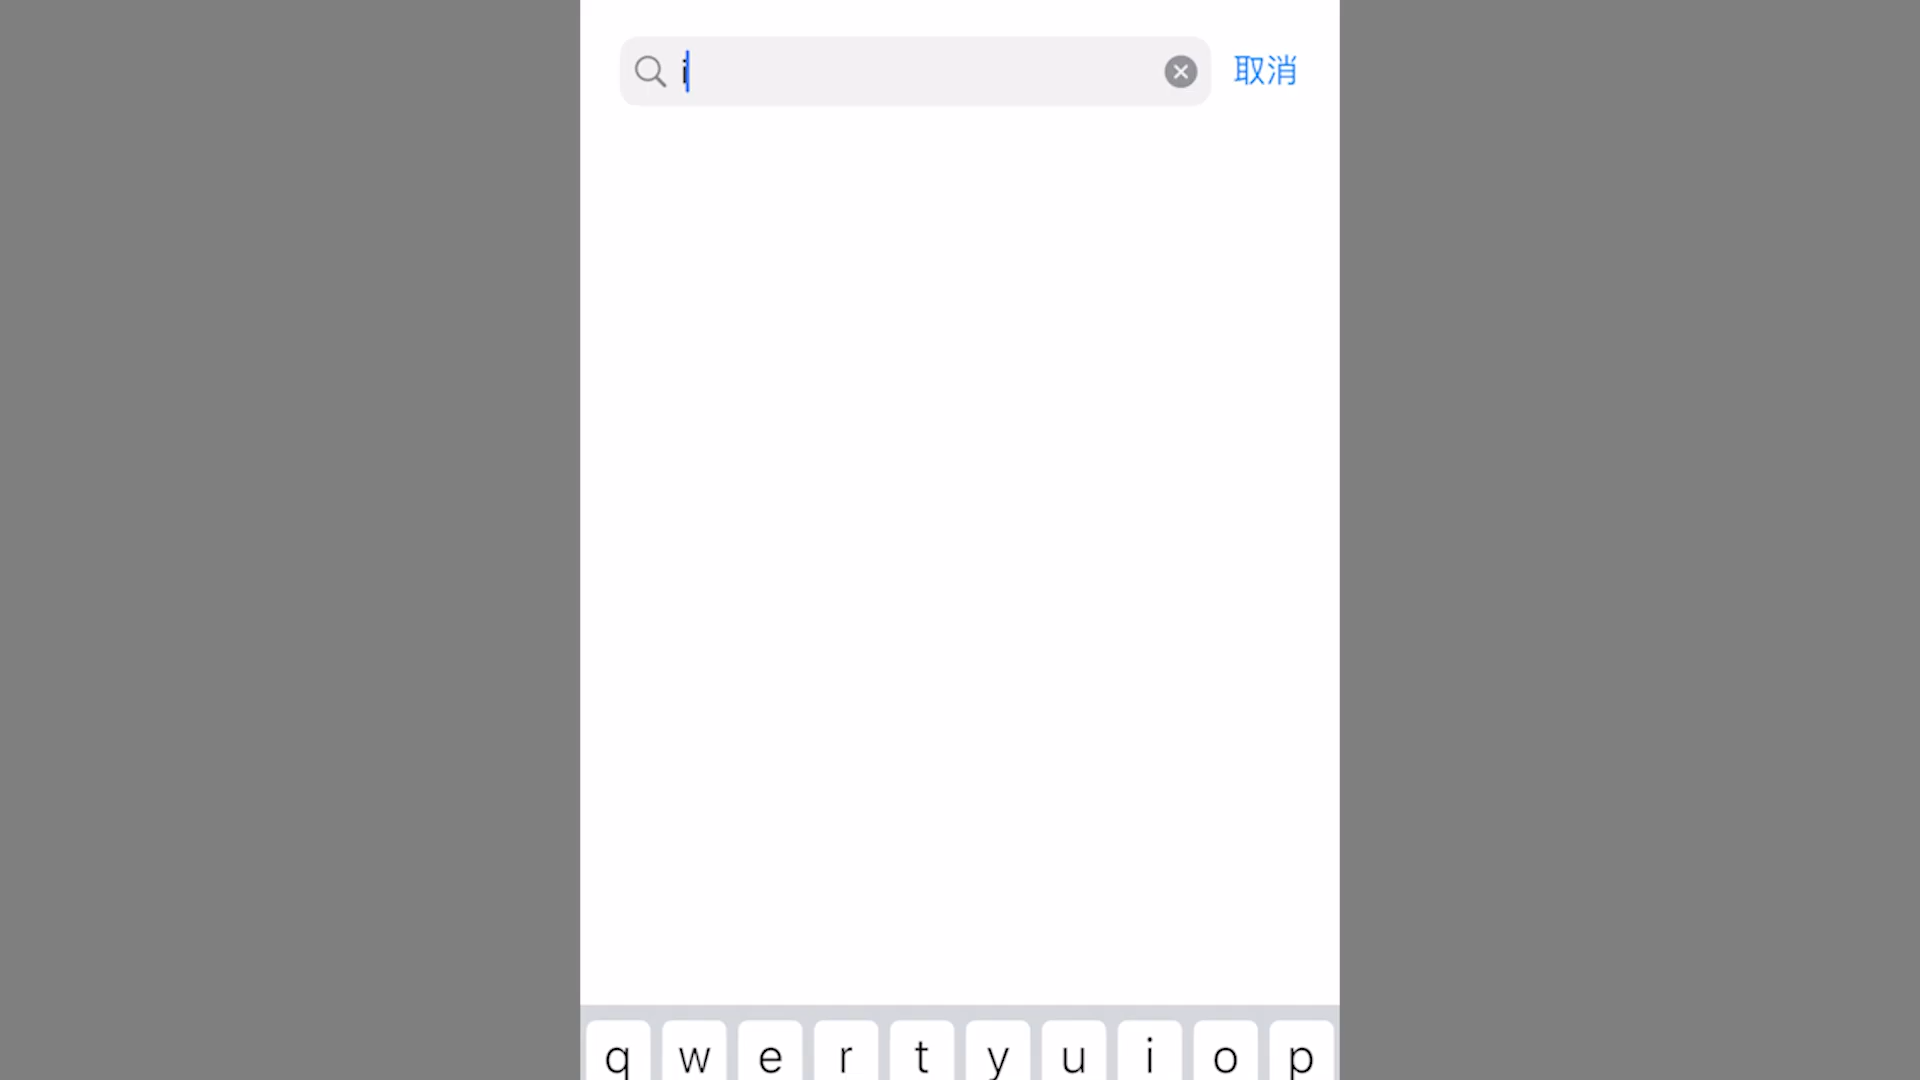 i
取消
q w e r t y u i o p